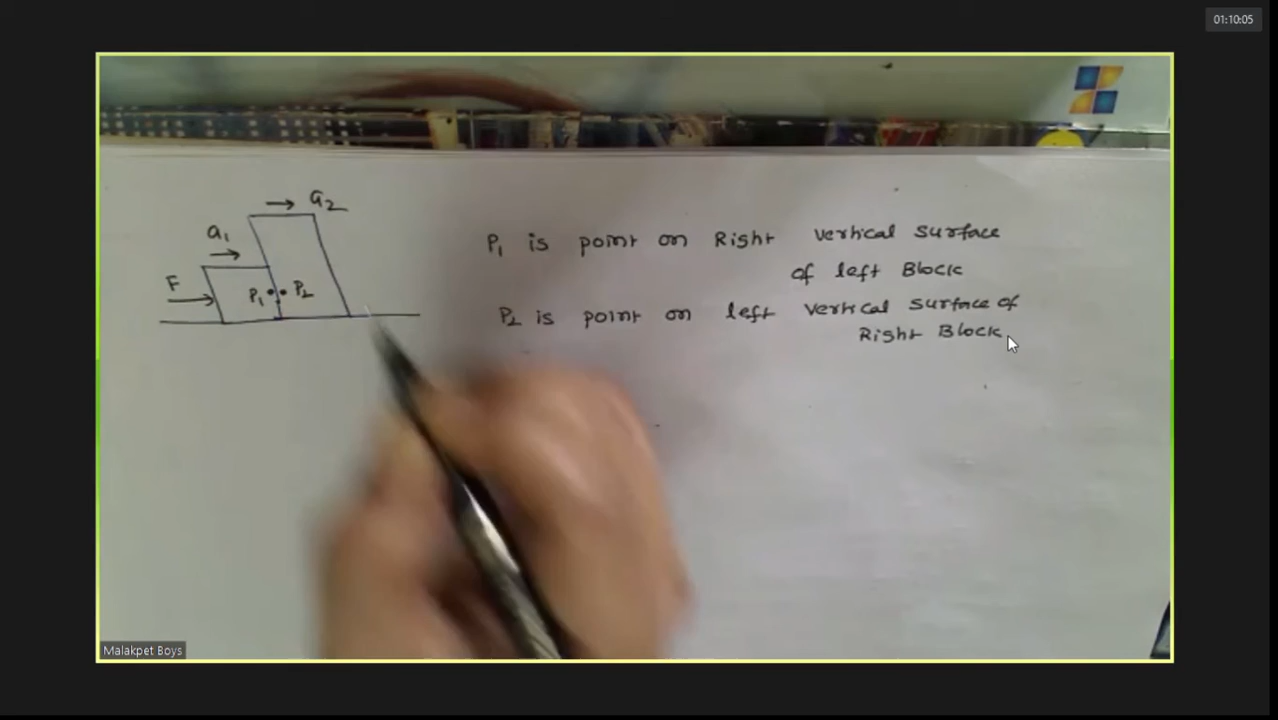 01:10:05
a2
a1
F
P1 P2
P1 is point on Right vertical surface
of left Block
P2 is point on left vertical surface of
Right Block
Malakpet Boys